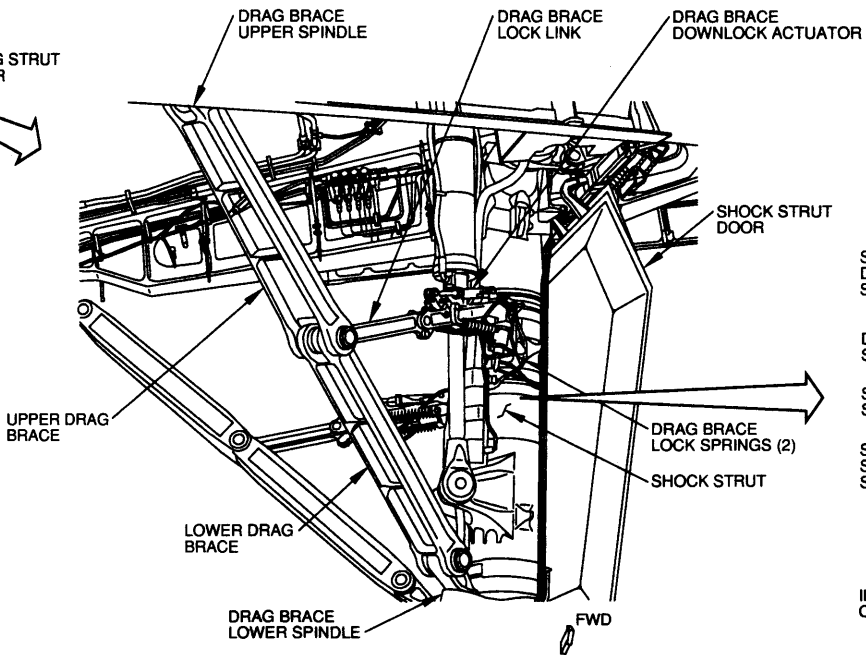 DRAG BRACE
UPPER SPINDLE
DRAG BRACE
LOCK LINK
DRAG BRACE
DOWNLOCK ACTUATOR
STRUT
SHOCK STRUT
DOOR
UPPER DRAG
BRACE
DRAG BRACE
LOCK SPRINGS (2)
SHOCK STRUT
LOWER DRAG
BRACE
DRAG BRACE
LOWER SPINDLE
FWD